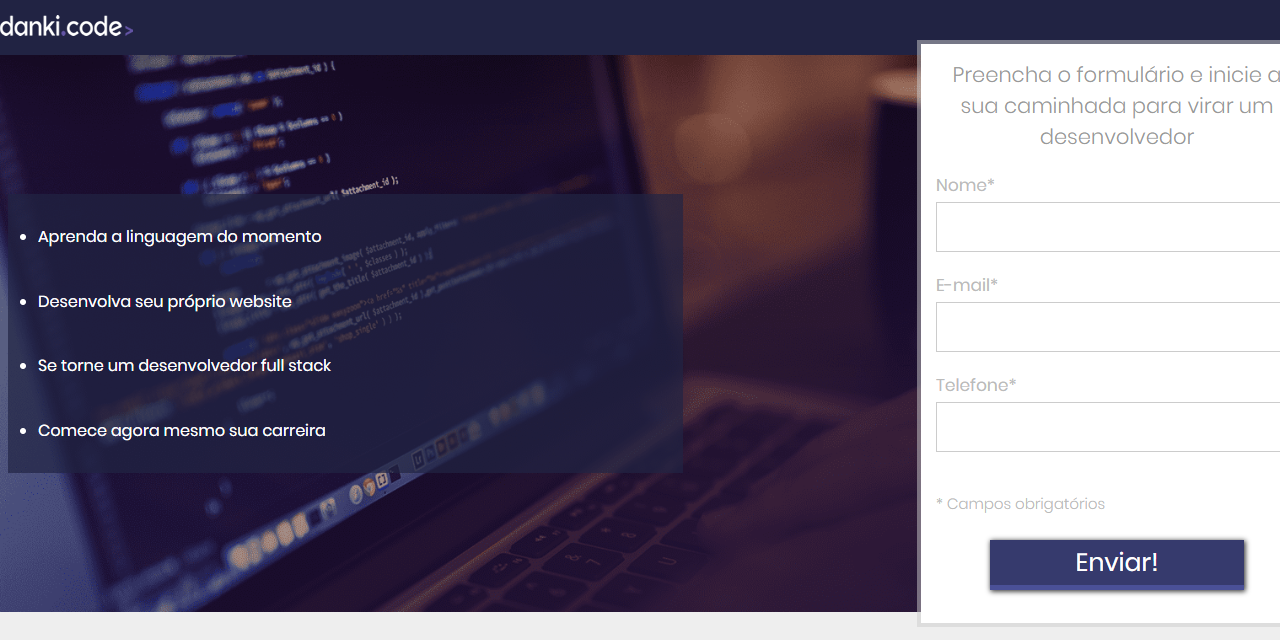 danki.code>
Preencha o formulário e inicie a
sua caminhada para virar um
desenvolvedor
Nome*
E-mail*
Telefone*
* Campos obrigatórios
Enviar!
• Aprenda a linguagem do momento
• Desenvolva seu próprio website
• Se torne um desenvolvedor full stack
• Comece agora mesmo sua carreira